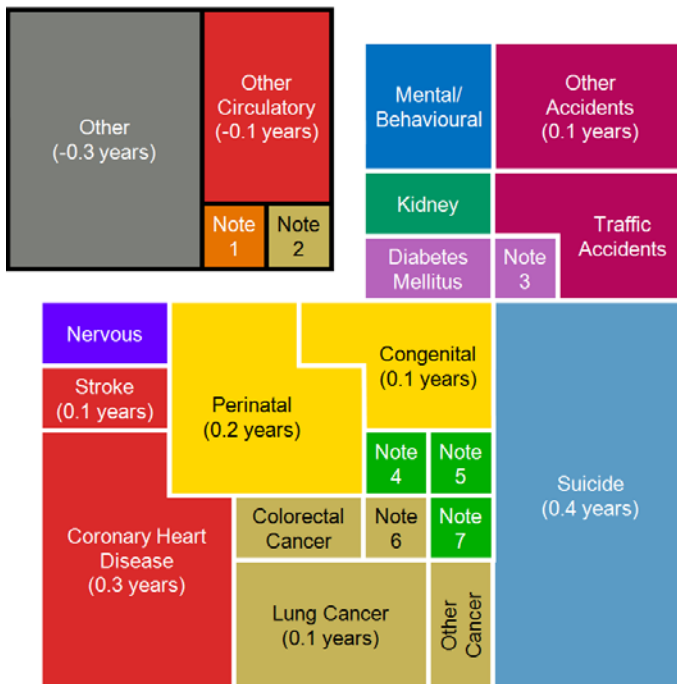 Other
(-0.3 years)
Other
Circulatory
(-0.1 years)
Note
1
Note
2
Mental/
Behavioural
Other
Accidents
(0.1 years)
Kidney
Traffic
Accidents
Diabetes
Mellitus
Note
3
Nervous
Stroke
(0.1 years)
Perinatal
(0.2 years)
Congenital
(0.1 years)
Note
4
Note
5
Suicide
(0.4 years)
Coronary Heart
Disease
(0.3 years)
Colorectal
Cancer
Note
6
Note
7
Lung Cancer
(0.1 years)
Other
Cancer